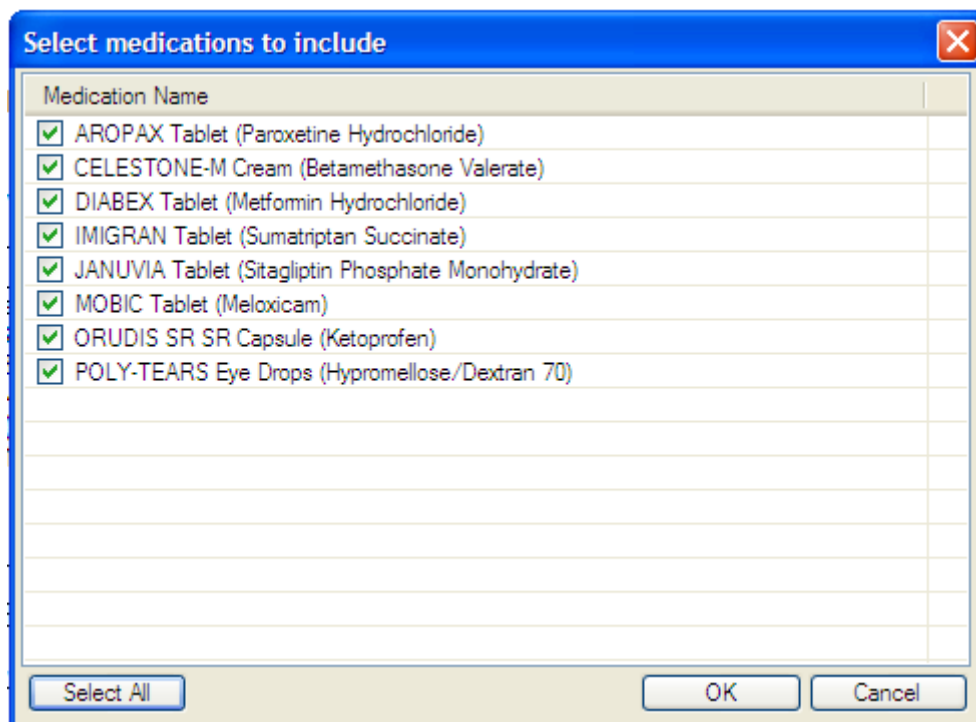 Select medications to include
Medication Name
AROPAX Tablet (Paroxetine Hydrochloride)
CELESTONE-M Cream (Betamethasone Valerate)
DIABEX Tablet (Metformin Hydrochloride)
IMIGRAN Tablet (Sumatriptan Succinate)
JANUVIA Tablet (Sitagliptin Phosphate Monohydrate)
MOBIC Tablet (Meloxicam)
ORUDIS SR SR Capsule (Ketoprofen)
POLY-TEARS Eye Drops (Hypromellose/Dextran 70)
Select All OK Cancel